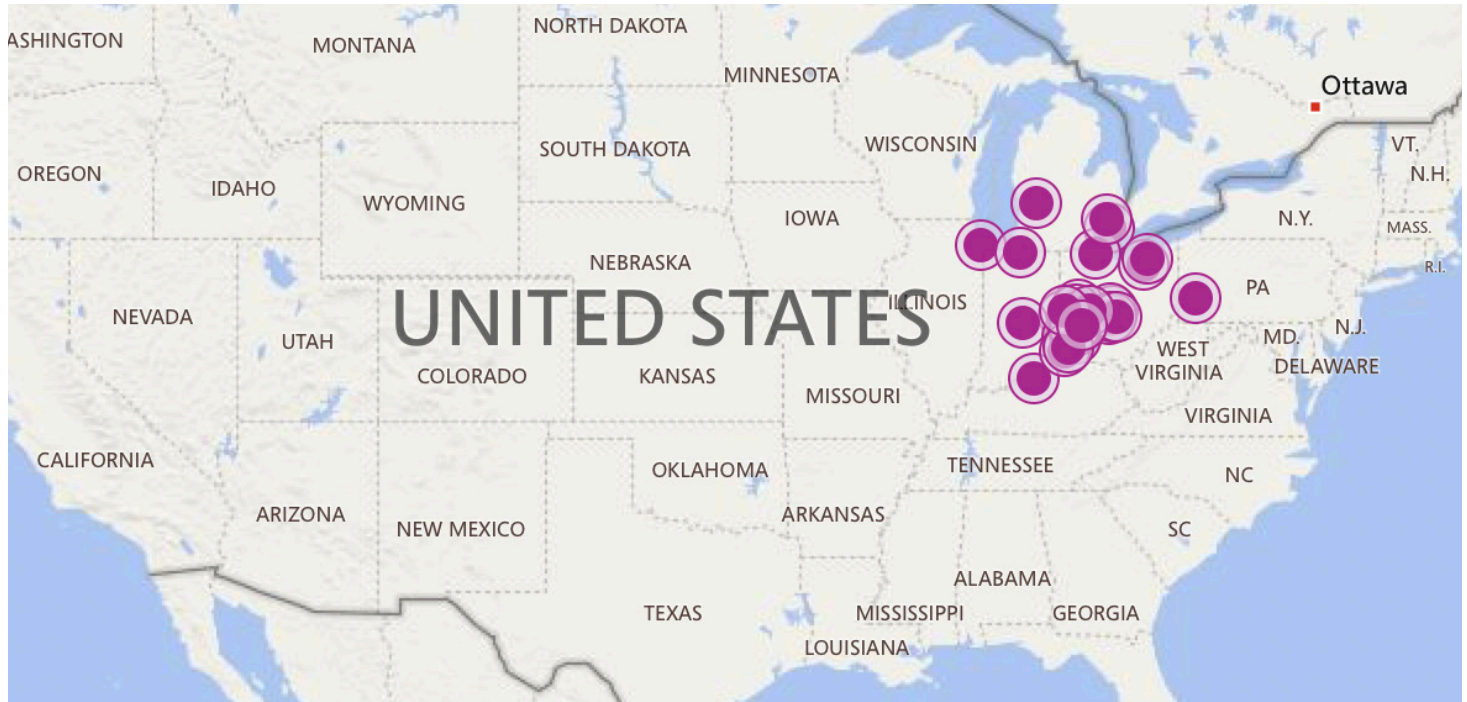 NORTH DAKOTA
ASHINGTON
MONTANA
MINNESOTA
Ottawa
WISCONSIN
SOUTH DAKOTA
VT.
OREGON
N.H.
IDAHO
WYOMING
IOWA
N.Y.
MASS.
NEBRASKA
R.I.
PA
ILLINOIS
NEVADA
UNITED STATES
N.J.
MD.
UTAH
WEST
VIRGINIA
DELAWARE
COLORADO
KANSAS
MISSOURI
VIRGINIA
CALIFORNIA
OKLAHOMA
TENNESSEE
NC
ARIZONA
NEW MEXICO
ARKANSAS
SC
ALABAMA
TEXAS
MISSISSIPPI
GEORGIA
LOUISIANA